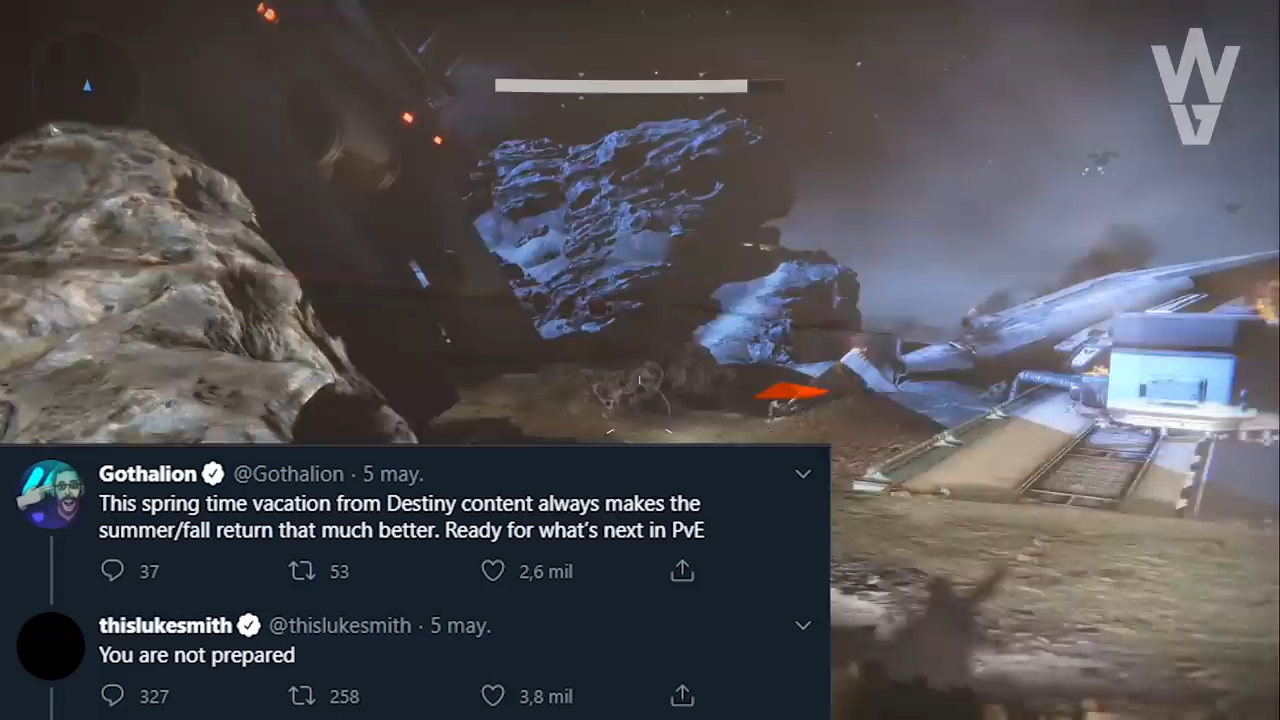 WG
Gothalion @Gothalion · 5 may.
This spring time vacation from Destiny content always makes the
summer/fall return that much better. Ready for what's next in PvE
37 53 2,6 mil
thislukesmith @thislukesmith · 5 may.
You are not prepared
327 258 3,8 mil